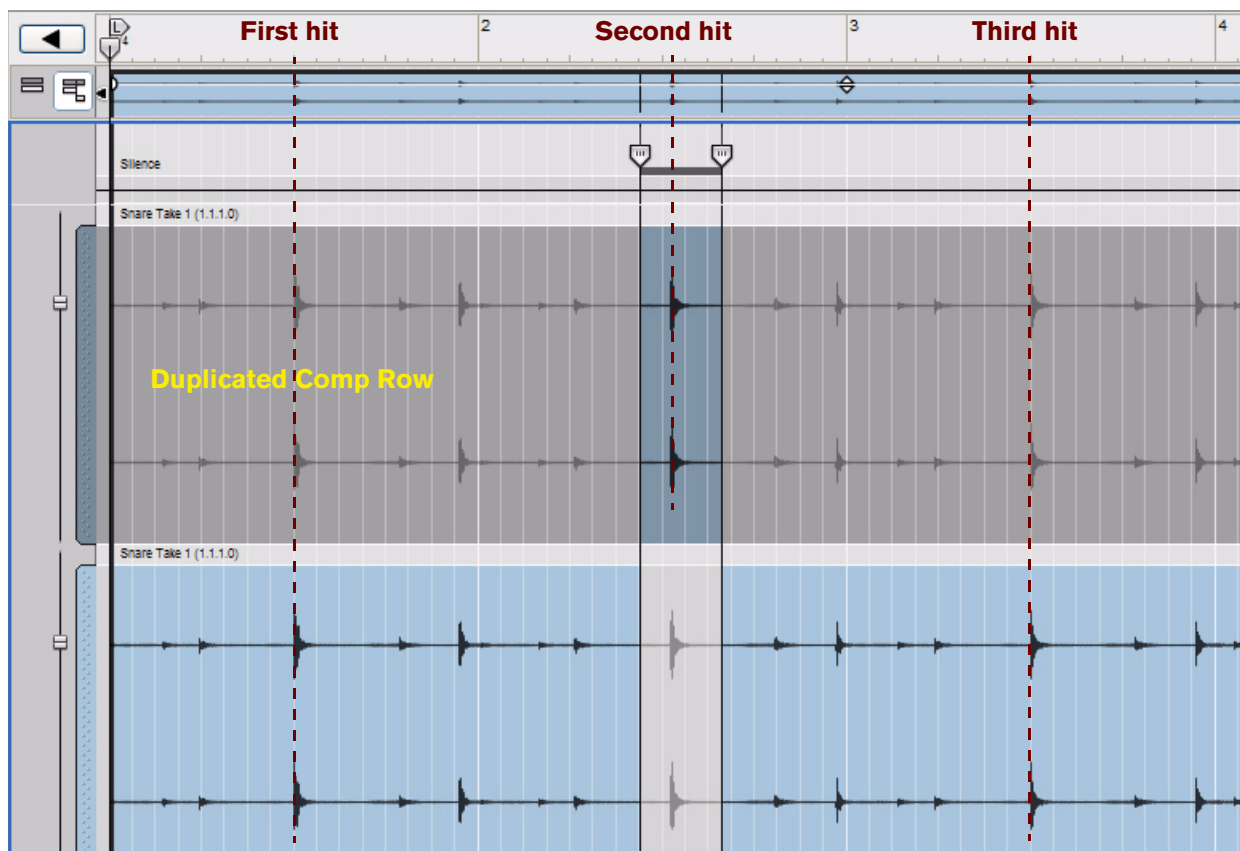 L
4
First hit
2
Second hit
3
Third hit
4
Silence
Snare Take 1 (1.1.1.0)
Duplicated Comp Row
Snare Take 1 (1.1.1.0)